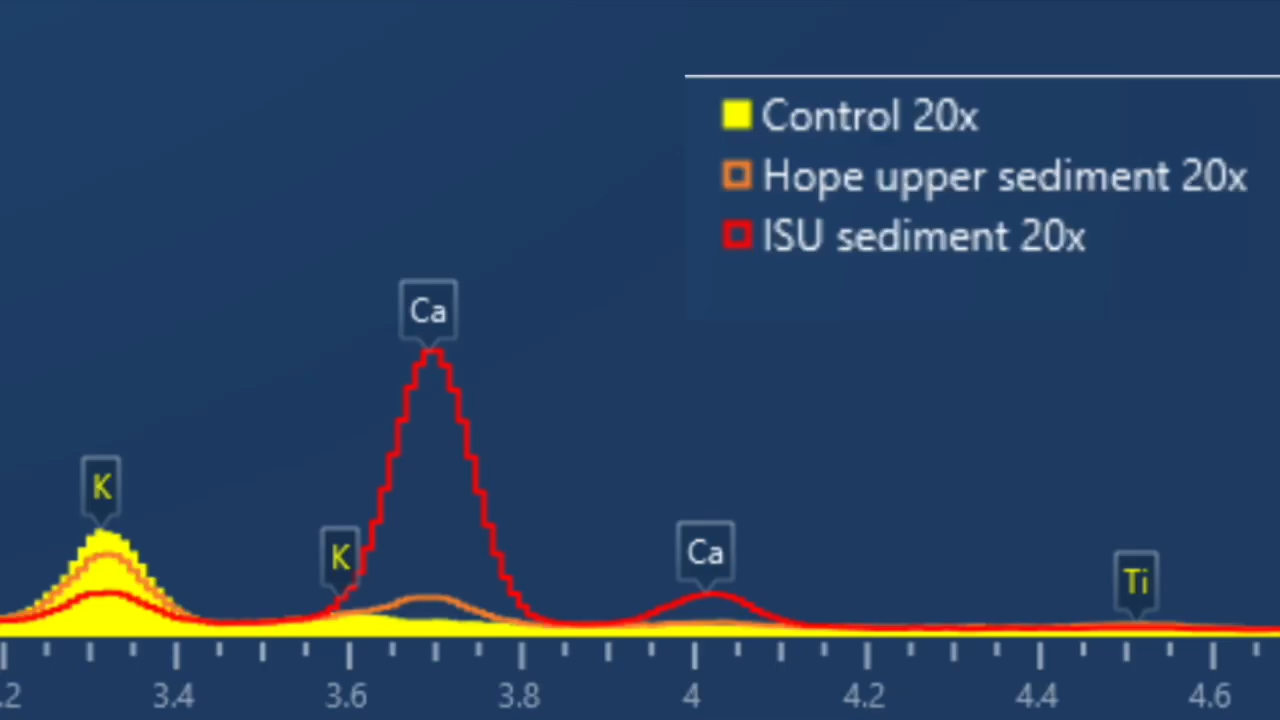 Control 20x
Hope upper sediment 20x
ISU sediment 20x
Ca
K
K
Ca
Ti
.2 3.4 3.6 3.8 4 4.2 4.4 4.6